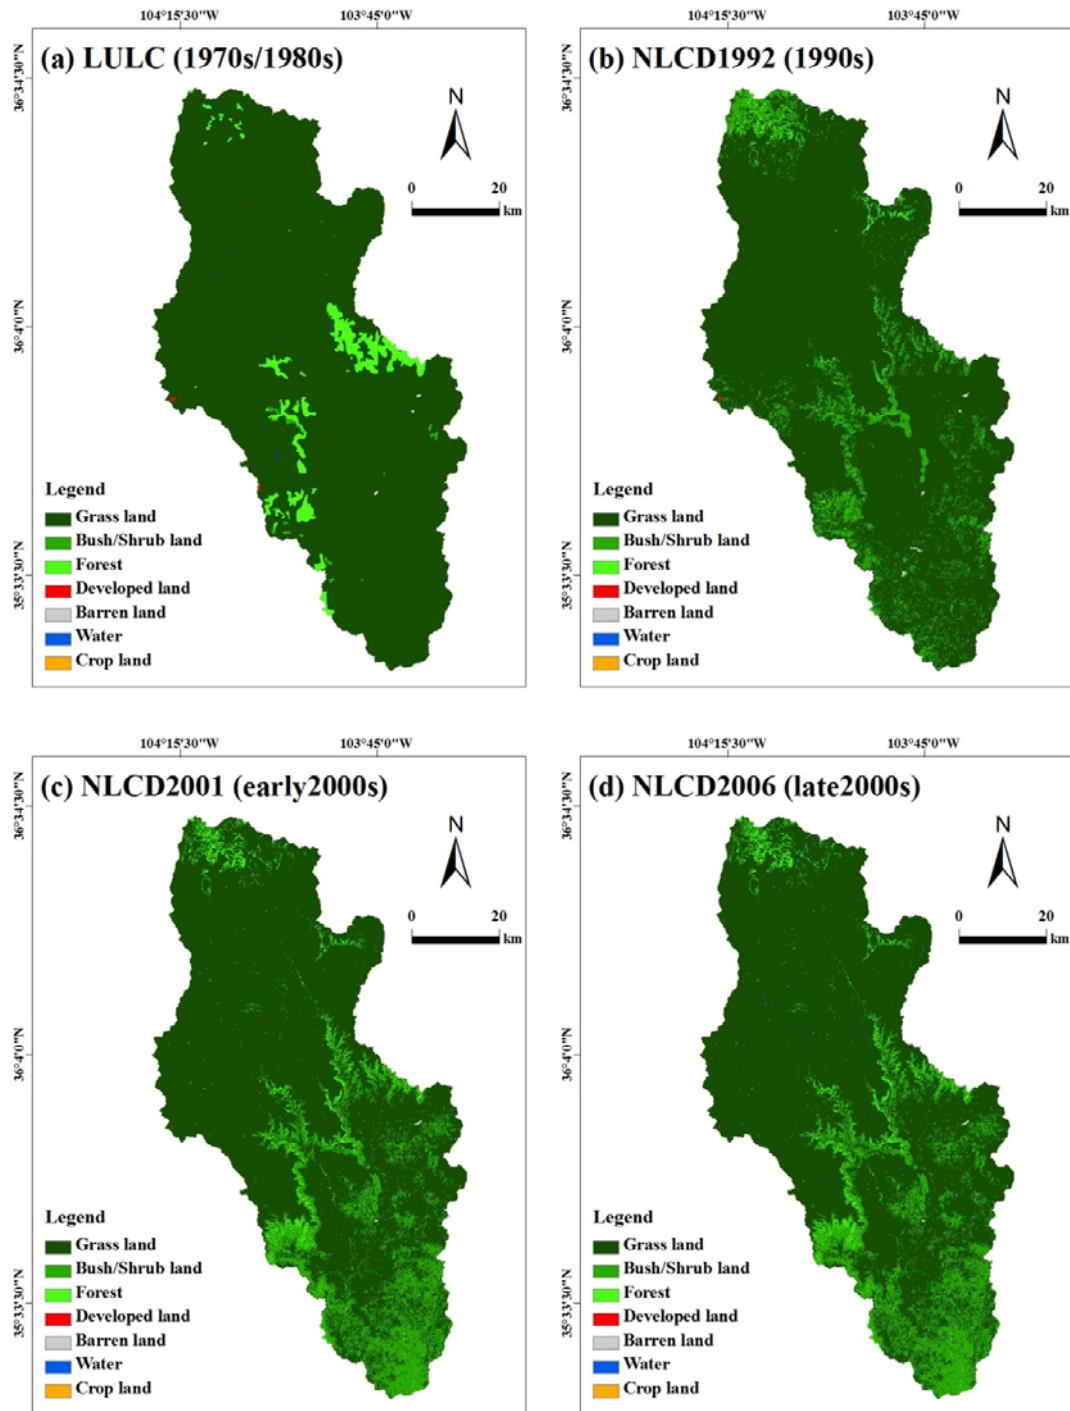 104°15'30"W 103°45'0"W 104°15'30"W 103°45'0"W
(a) LULC (1970s/1980s) (b) NLCD1992 (1990s)
36°34'30"N 36°34'30"N
N N
0 20 0 20
km km
36°4'0"N 36°4'0"N
35°33'30"N 35°33'30"N
Legend Legend
Grass land Grass land
Bush/Shrub land Bush/Shrub land
Forest Forest
Developed land Developed land
Barren land Barren land
Water Water
Crop land Crop land
104°15'30"W 103°45'0"W 104°15'30"W 103°45'0"W
(c) NLCD2001 (early2000s) (d) NLCD2006 (late2000s)
36°34'30"N 36°34'30"N
N N
0 20 0 20
km km
36°4'0"N 36°4'0"N
35°33'30"N 35°33'30"N
Legend Legend
Grass land Grass land
Bush/Shrub land Bush/Shrub land
Forest Forest
Developed land Developed land
Barren land Barren land
Water Water
Crop land Crop land